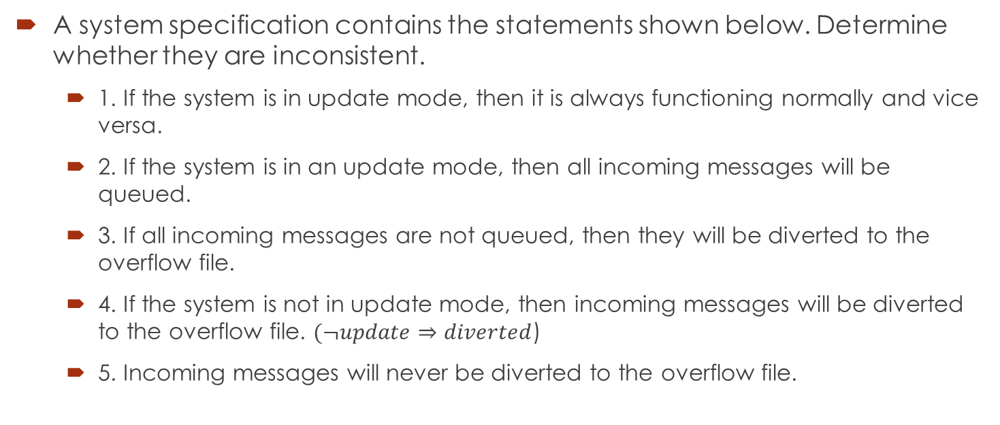 A system specification contains the statements shown below. Determine
whether they are inconsistent.
1. If the system is in update mode, then it is always functioning normally and vice
versa.
2. If the system is in an update mode, then all incoming messages will be
queued.
3. If all incoming messages are not queued, then they will be diverted to the
overflow file.
4. If the system is not in update mode, then incoming messages will be diverted
to the overflow file. (¬update ⇒ diverted)
5. Incoming messages will never be diverted to the overflow file.